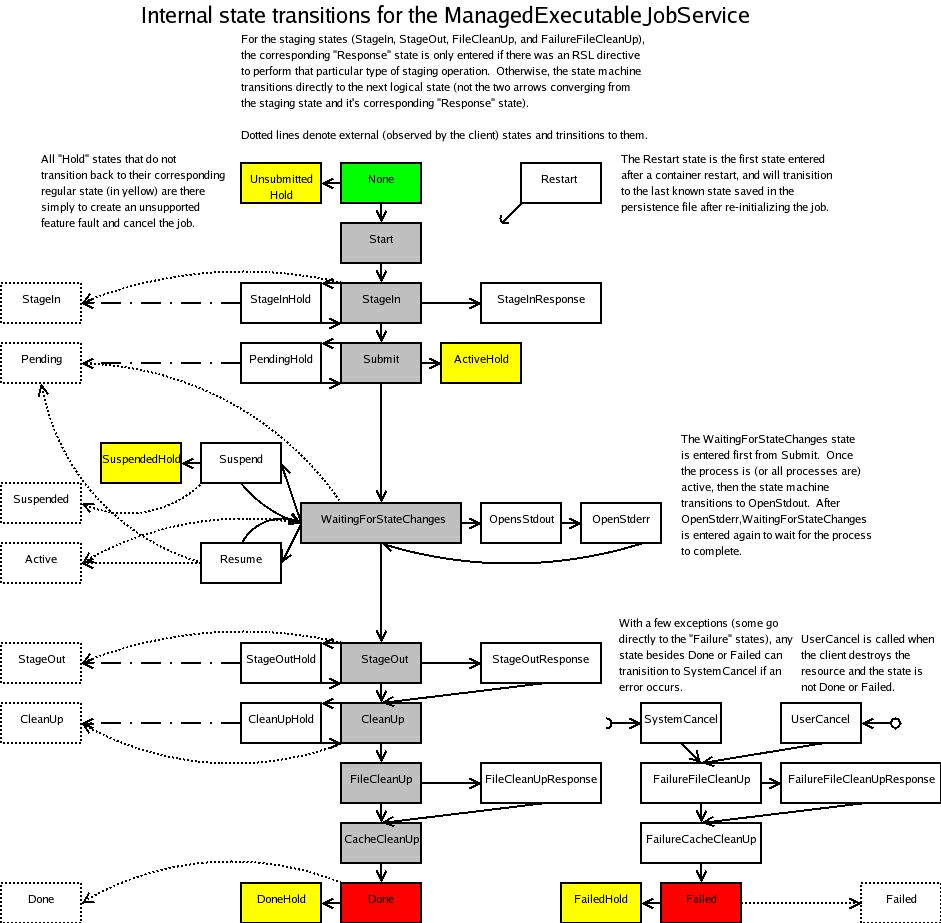 Internal state transitions for the ManagedExecutableJobService
For the staging states (StageIn, StageOut, FileCleanUp, and FailureFileCleanUp),
the corresponding "Response" state is only entered if there was an RSL directive
to perform that particular type of staging operation. Otherwise, the state machine
transitions directly to the next logical state (not the two arrows converging from
the staging state and it's corresponding "Response" state).
Dotted lines denote external (observed by the client) states and trinsitions to them.
All "Hold" states that do not
transition back to their corresponding
regular state (in yellow) are there
simply to create an unsupported
feature fault and cancel the job.
Unsubmitted
Hold
None
Restart
The Restart state is the first state entered
after a container restart, and will tranisition
to the last known state saved in the
persistence file after re-initializing the job.
Start
StageIn
StageInHold
StageIn
StageInResponse
Pending
PendingHold
Submit
ActiveHold
The WaitingForStateChanges state
is entered first from Submit. Once
the process is (or all processes are)
active, then the state machine
transitions to OpenStdout. After
OpenStderr,WaitingForStateChanges
is entered again to wait for the process
to complete.
SuspendedHold
Suspend
Suspended
WaitingForStateChanges
OpensStdout
OpenStderr
Active
Resume
With a few exceptions (some go
directly to the "Failure" states), any
state besides Done or Failed can
tranisition to SystemCancel if an
error occurs.
UserCancel is called when
the client destroys the
resource and the state is
not Done or Failed.
StageOut
StageOutHold
StageOut
StageOutResponse
CleanUp
CleanUpHold
CleanUp
SystemCancel
UserCancel
FileCleanUp
FileCleanUpResponse
FailureFileCleanUp
FailureFileCleanUpResponse
CacheCleanUp
FailureCacheCleanUp
Done
DoneHold
Done
FailedHold
Failed
Failed